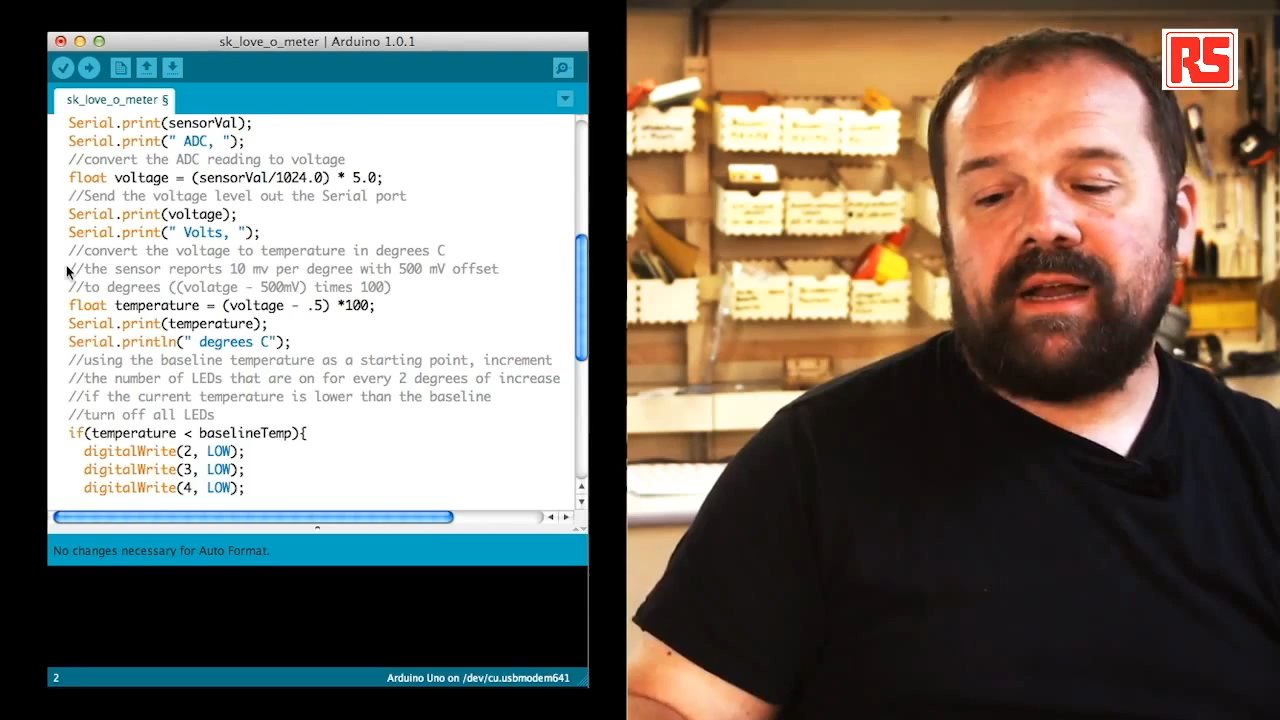 sk_love_o_meter | Arduino 1.0.1
sk_love_o_meter §
Serial.print(sensorVal);
Serial.print(" ADC, ");
//convert the ADC reading to voltage
float voltage = (sensorVal/1024.0) * 5.0;
//Send the voltage level out the Serial port
Serial.print(voltage);
Serial.print(" Volts, ");
//convert the voltage to temperature in degrees C
//the sensor reports 10 mv per degree with 500 mV offset
//to degrees ((volatge - 500mV) times 100)
float temperature = (voltage - .5) *100;
Serial.print(temperature);
Serial.println(" degrees C");
//using the baseline temperature as a starting point, increment
//the number of LEDs that are on for every 2 degrees of increase
//if the current temperature is lower than the baseline
//turn off all LEDs
if(temperature < baselineTemp){
digitalWrite(2, LOW);
digitalWrite(3, LOW);
digitalWrite(4, LOW);
No changes necessary for Auto Format.
2
Arduino Uno on /dev/cu.usbmodem641
RS